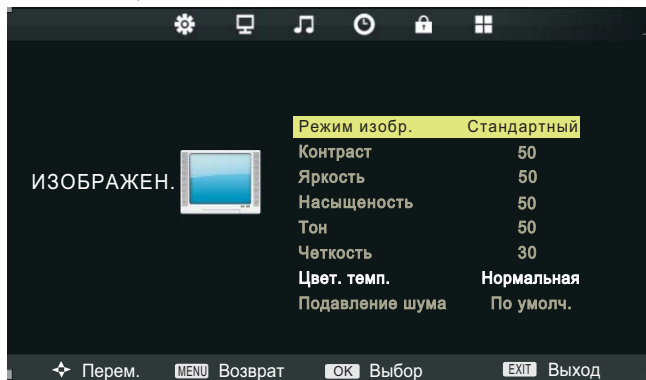 Режим изобр. Стандартный
Контраст 50
Яркость 50
ИЗОБРАЖЕН.
Насыщеность 50
Тон 50
Четкость 30
Цвет. темп. Нормальная
Подавление шума По умолч.
Перем. MENU Возврат OK Выбор EXIT Выход